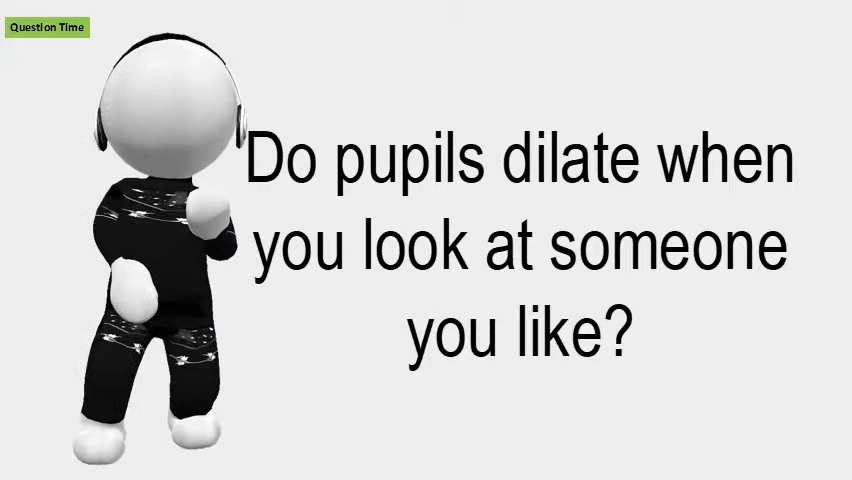 Question Time
Do pupils dilate when
you look at someone
you like?